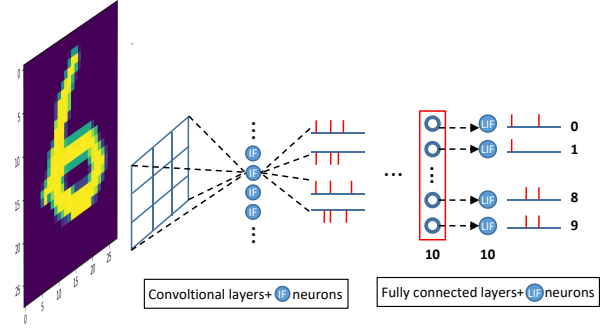 0
5
10
15
20
25
0
5
10
15
20
25
IF
IF
IF
IF
...
LIF
0
LIF
1
LIF
8
LIF
9
10
10
Convoltional layers+ IF neurons
Fully connected layers+ LIF neurons